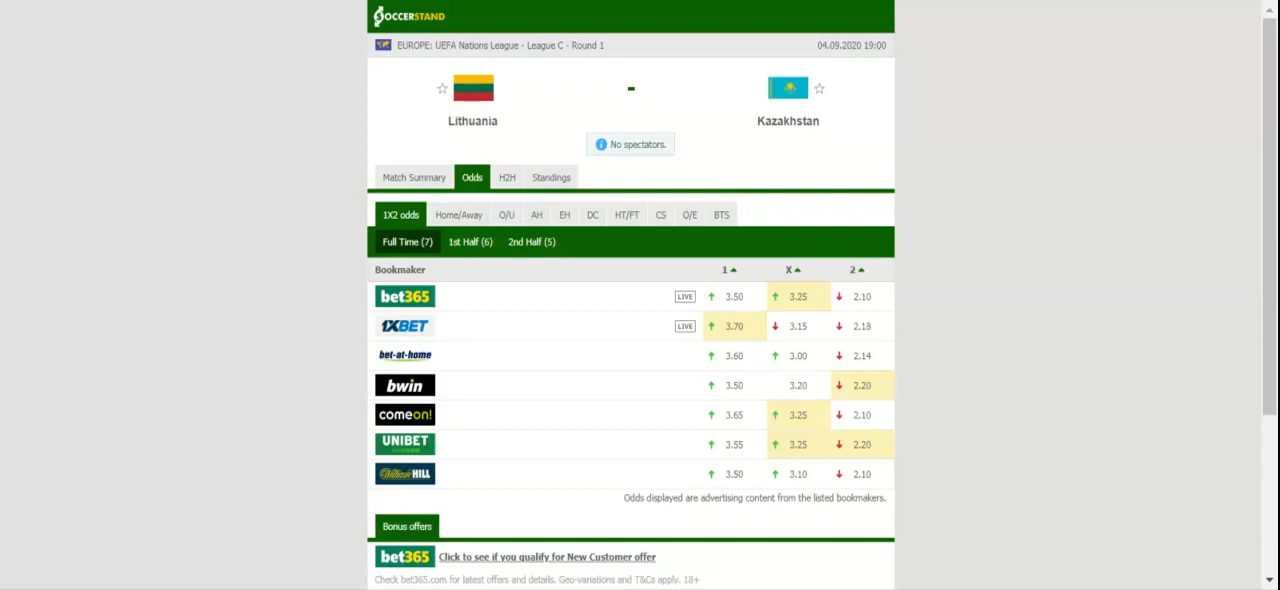 SOCCERSTAND
EUROPE: UEFA Nations League - League C - Round 1 04.09.2020 19:00
-
Lithuania Kazakhstan
i No spectators.
Match Summary Odds H2H Standings
1X2 odds Home/Away O/U AH EH DC HT/FT CS O/E BTS
Full Time (7) 1st Half (6) 2nd Half (5)
Bookmaker 1 X 2
bet365 LIVE 3.50 3.25 2.10
1XBET LIVE 3.70 3.15 2.18
bet-at-home 3.60 3.00 2.14
bwin 3.50 3.20 2.20
comeon! 3.65 3.25 2.10
UNIBET 3.55 3.25 2.20
William HILL 3.50 3.10 2.10
Odds displayed are advertising content from the listed bookmakers.
Bonus offers
bet365 Click to see if you qualify for New Customer offer
Check bet365.com for latest offers and details. Geo-variations and T&Cs apply. 18+